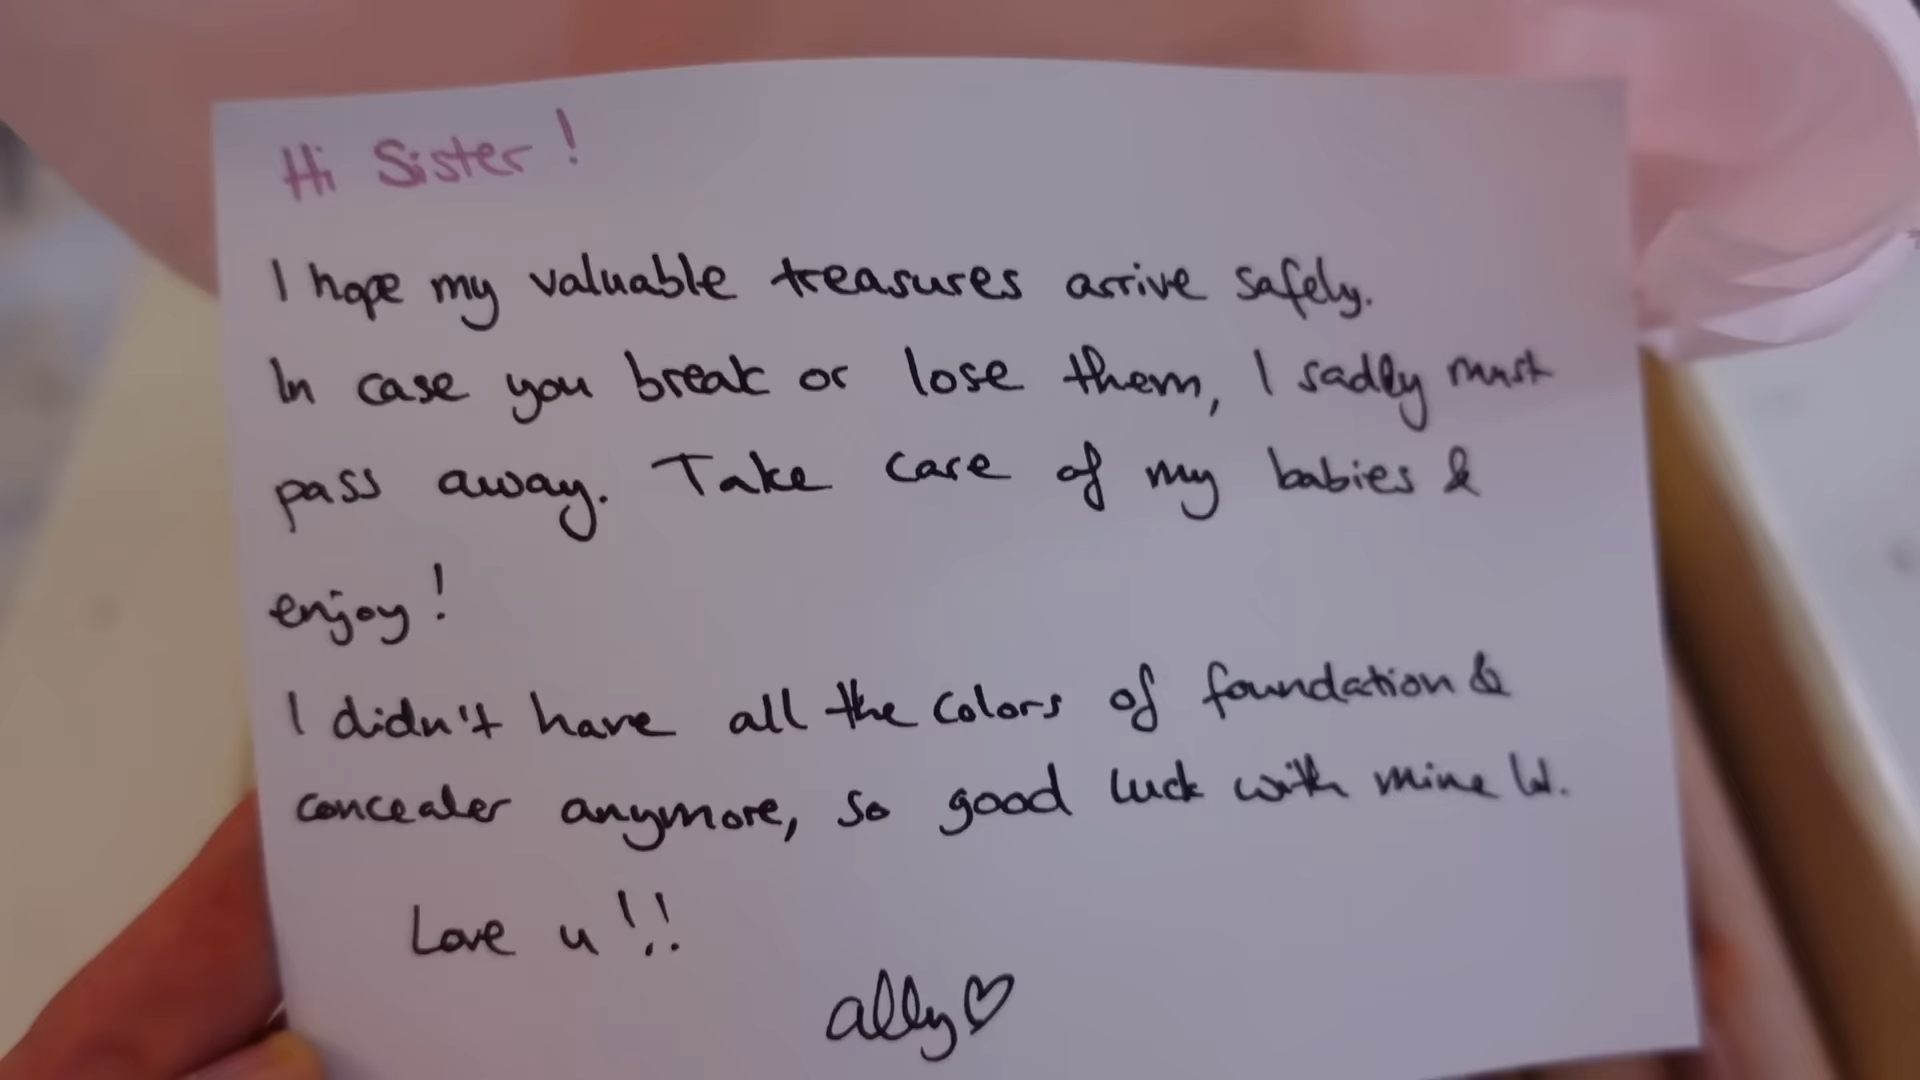 Hi Sister!
I hope my valuable treasures arrive safely.
In case you break or lose them, I sadly must
pass away. Take care of my babies &
enjoy!
I didn't have all the colors of foundation &
concealer anymore, so good luck with mine lol.
Love u!!
ally♡